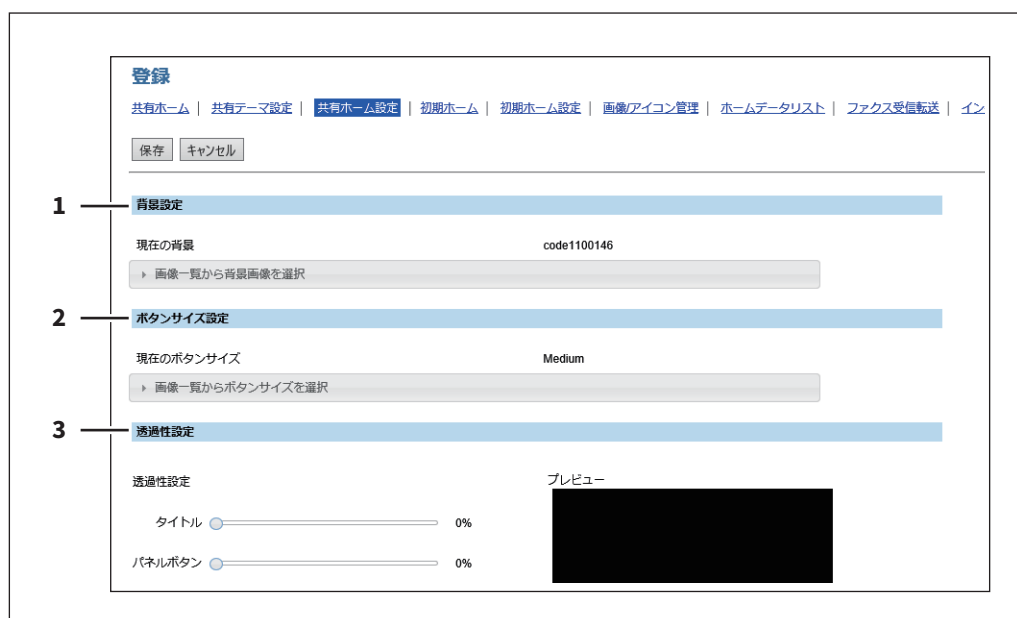 登録
共有ホーム | 共有テーマ設定 | 共有ホーム設定 | 初期ホーム | 初期ホーム設定 | 画像/アイコン管理 | ホームデータリスト | ファクス受信転送 | イン
保存 キャンセル
1 背景設定
現在の背景 code1100146
画像一覧から背景画像を選択
2 ボタンサイズ設定
現在のボタンサイズ Medium
画像一覧からボタンサイズを選択
3 透過性設定
透過性設定 プレビュー
タイトル 0%
パネルボタン 0%